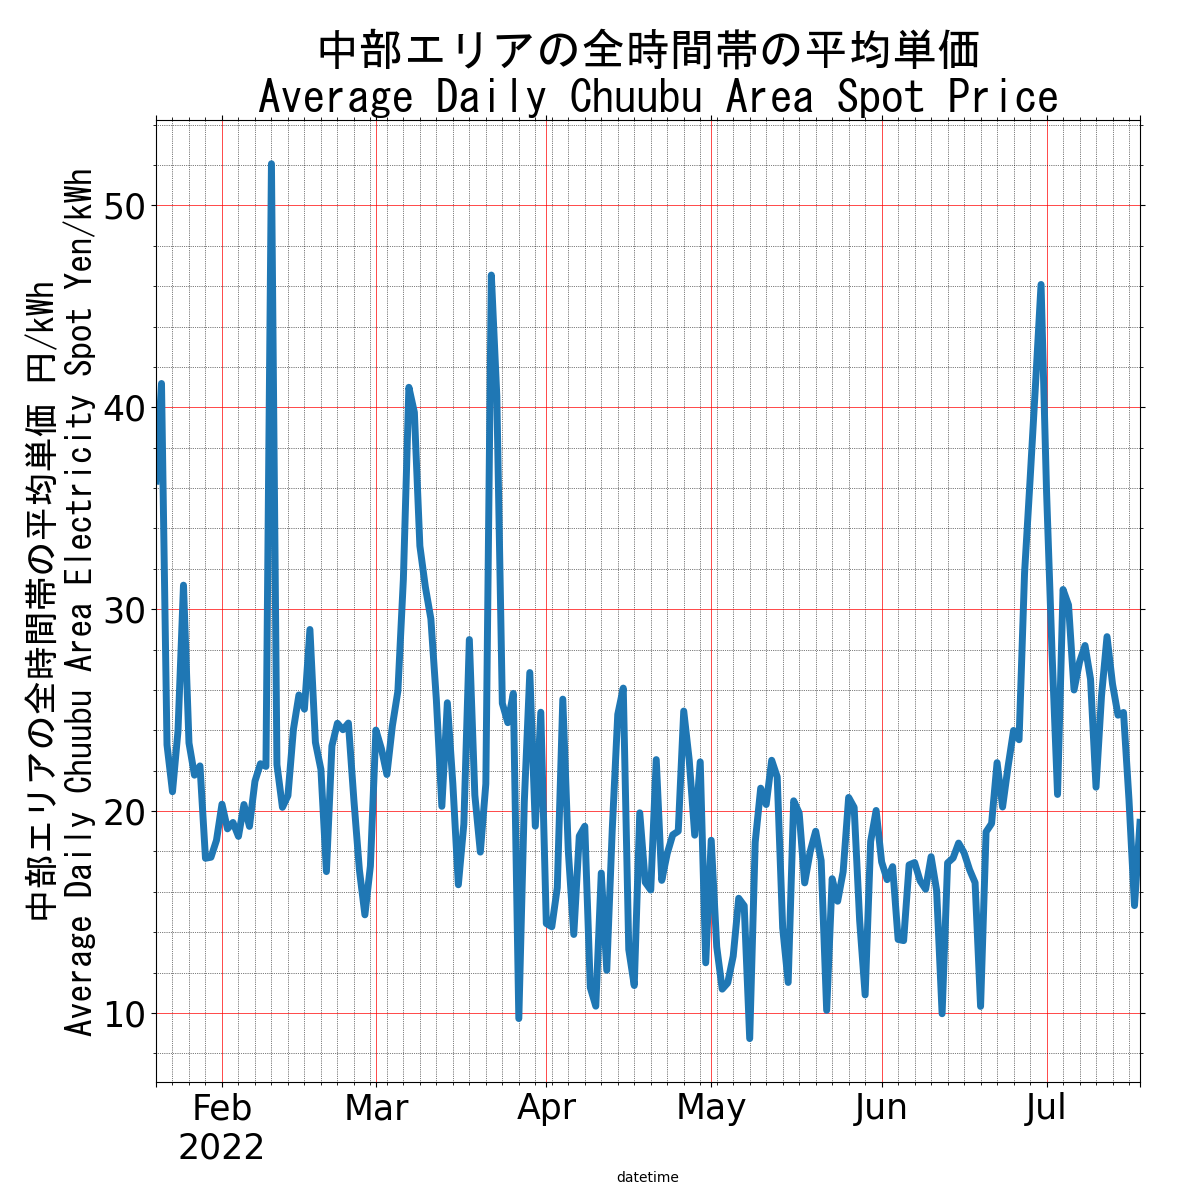 中部エリアの全時間帯の平均単価
Average Daily Chuubu Area Spot Price
中部エリアの全時間帯の平均単価 円/kWh
Average Daily Chuubu Area Electricity Spot Yen/kWh
50
40
30
20
10
Feb Mar Apr May Jun Jul
2022
datetime